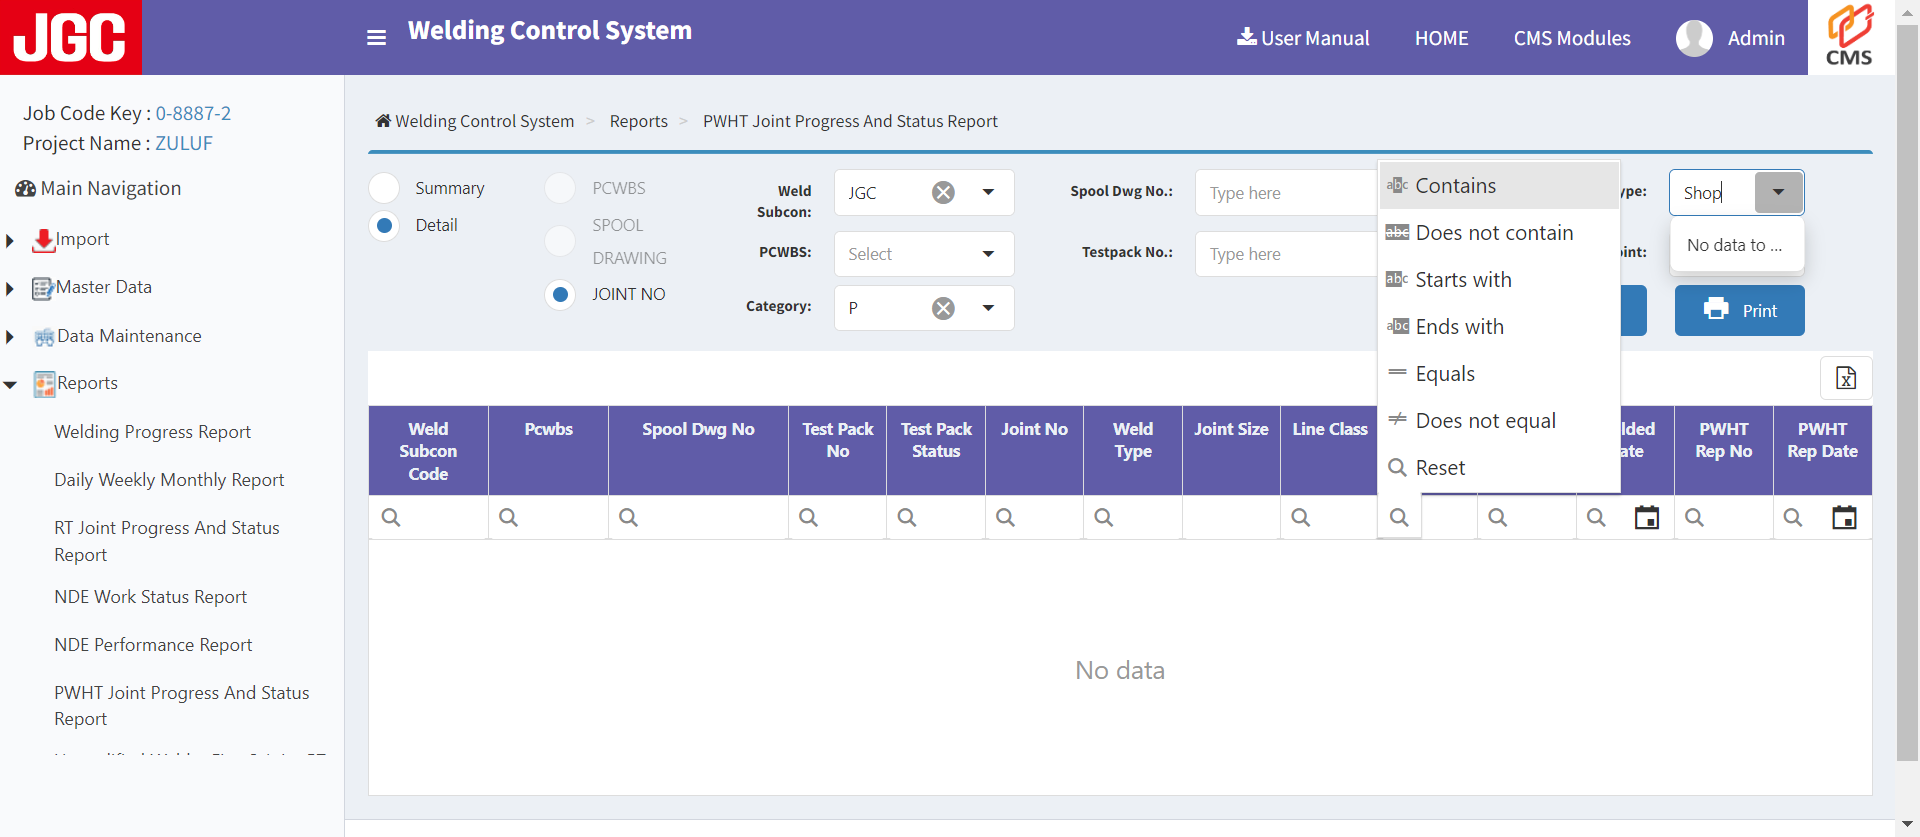 JGC
Welding Control System
User Manual
HOME
CMS Modules
Admin
CMS
Job Code Key : 0-8887-2
Project Name : ZULUF
Main Navigation
Import
Master Data
Data Maintenance
Reports
Welding Progress Report
Daily Weekly Monthly Report
RT Joint Progress And Status
Report
NDE Work Status Report
NDE Performance Report
PWHT Joint Progress And Status
Report
Welding Control System > Reports > PWHT Joint Progress And Status Report
Summary
Detail
PCWBS
SPOOL
DRAWING
JOINT NO
Weld
Subcon:
JGC
PCWBS:
Select
Category:
P
Spool Dwg No.:
Type here
Testpack No.:
Type here
abc Contains
abc Does not contain
abc Starts with
abc Ends with
Equals
Does not equal
Reset
ype:
Shop
No data to ...
oint:
Print
Weld
Subcon
Code
Pcwbs
Spool Dwg No
Test Pack
No
Test Pack
Status
Joint No
Weld
Type
Joint Size
Line Class
lded
ate
PWHT
Rep No
PWHT
Rep Date
No data